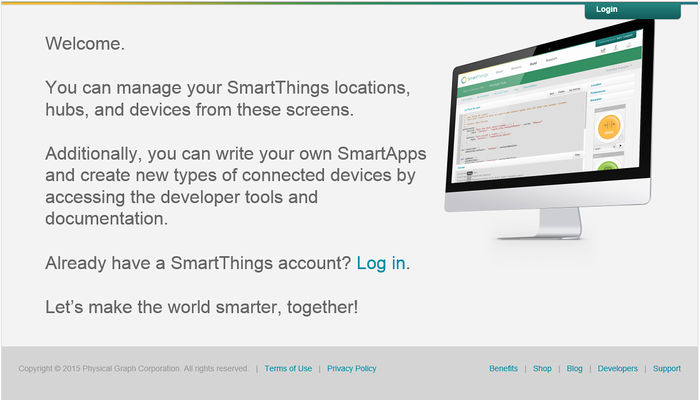 Login
Welcome.
You can manage your SmartThings locations,
hubs, and devices from these screens.
Additionally, you can write your own SmartApps
and create new types of connected devices by
accessing the developer tools and
documentation.
Already have a SmartThings account? Log in.
Let’s make the world smarter, together!
SmartThings
Copyright © 2015 Physical Graph Corporation. All rights reserved. | Terms of Use | Privacy Policy
Benefits | Shop | Blog | Developers | Support